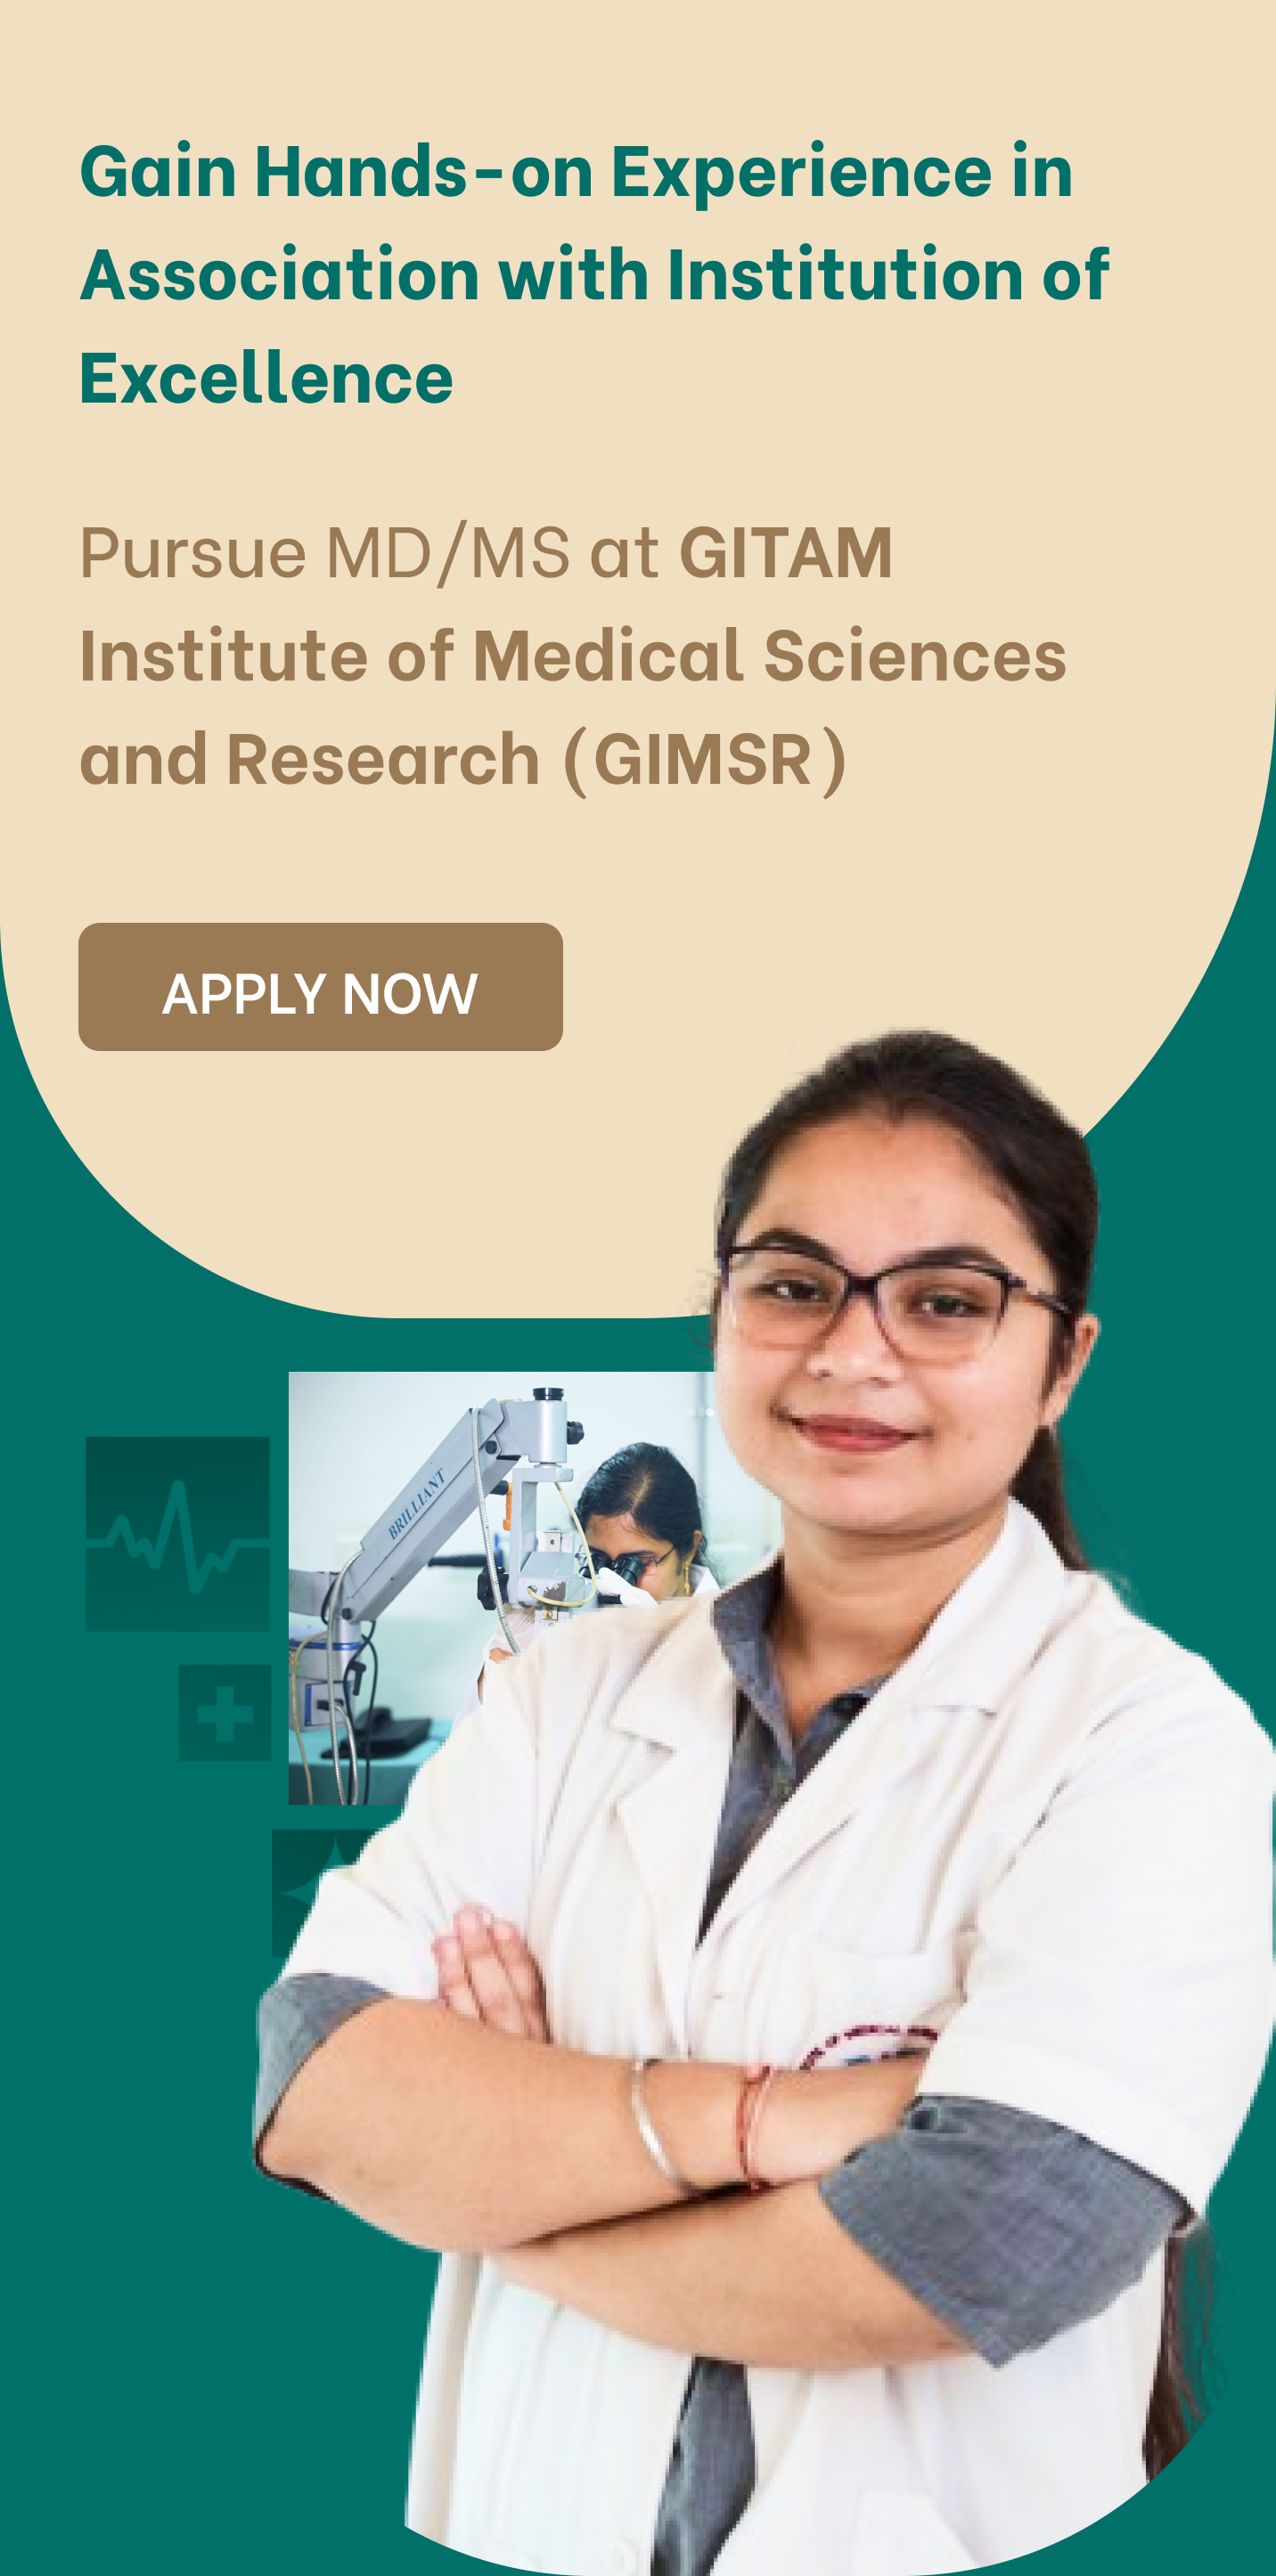 Gain Hands-on Experience in
Association with Institution of
Excellence
Pursue MD/MS at GITAM
Institute of Medical Sciences
and Research (GIMSR)
APPLY NOW
BRILLIANT